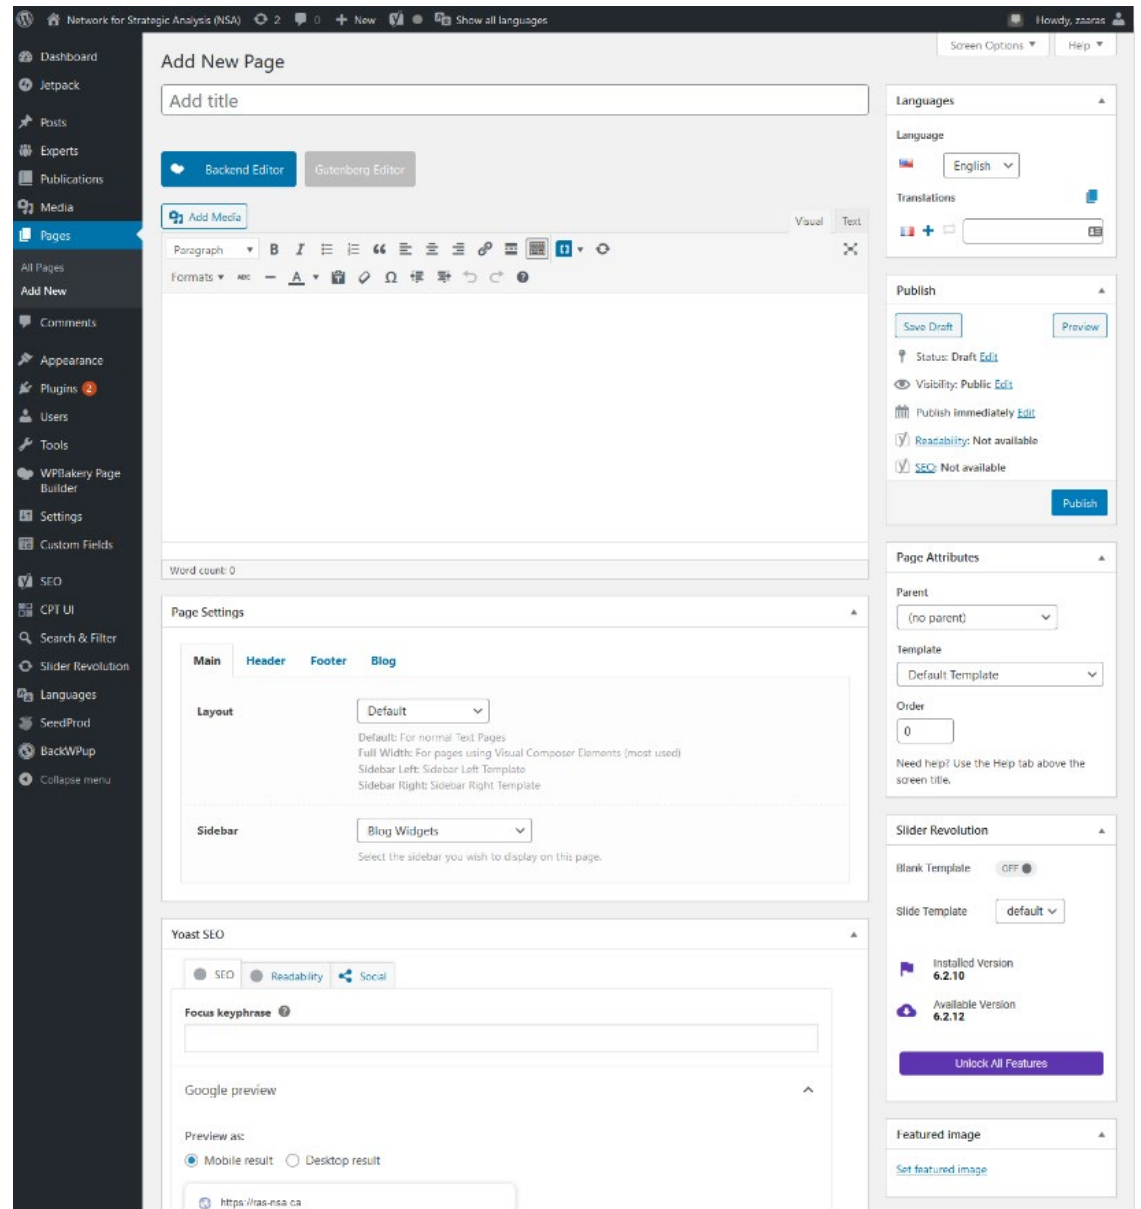 Network for Strategic Analysis (NSA) 2 0 New Show all languages Howdy, zaaras
Screen Options Help
Dashboard
Jetpack
Posts
Experts
Publications
Media
Pages
All Pages
Add New
Comments
Appearance
Plugins 2
Users
Tools
WPBakery Page
Builder
Settings
Custom Fields
SEO
CPT UI
Search & Filter
Slider Revolution
Languages
SeedProd
BackWPup
Collapse menu
Add New Page
Add title
Backend Editor Gutenberg Editor
Add Media Visual Text
Paragraph B I
Formats ABC A Ω
Word count: 0
Page Settings
Main Header Footer Blog
Layout Default
Default: For normal Text Pages
Full Width: For pages using Visual Composer Elements (most used)
Sidebar Left: Sidebar Left Template
Sidebar Right: Sidebar Right Template
Sidebar Blog Widgets
Select the sidebar you wish to display on this page.
Yoast SEO
SEO Readability Social
Focus keyphrase
Google preview
Preview as:
Mobile result Desktop result
https://ras-nsa.ca
Languages
Language
English
Translations
Publish
Save Draft Preview
Status: Draft Edit
Visibility: Public Edit
Publish immediately Edit
Readability: Not available
SEO: Not available
Publish
Page Attributes
Parent
(no parent)
Template
Default Template
Order
0
Need help? Use the Help tab above the
screen title.
Slider Revolution
Blank Template OFF
Slide Template default
Installed Version
6.2.10
Available Version
6.2.12
Unlock All Features
Featured image
Set featured image